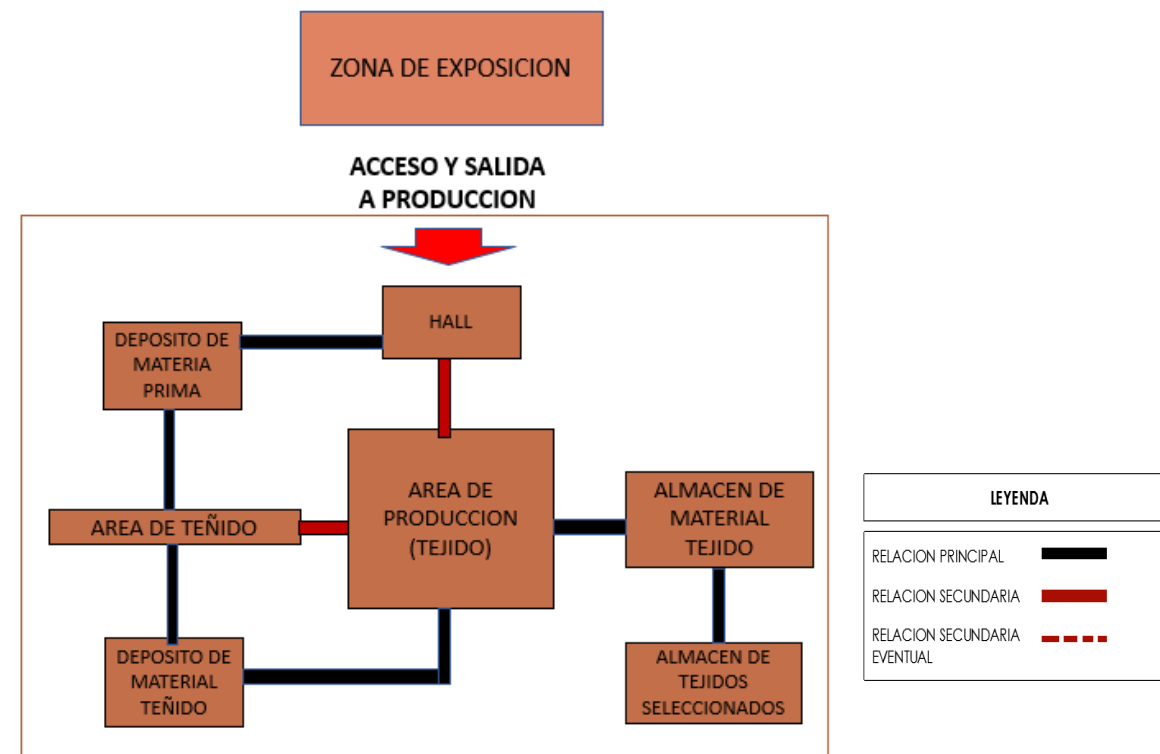 ZONA DE EXPOSICION
ACCESO Y SALIDA
A PRODUCCION
HALL
DEPOSITO DE
MATERIA
PRIMA
AREA DE
PRODUCCION
(TEJIDO)
ALMACEN DE
MATERIAL
TEJIDO
AREA DE TEÑIDO
DEPOSITO DE
MATERIAL
TEÑIDO
ALMACEN DE
TEJIDOS
SELECCIONADOS
LEYENDA
RELACION PRINCIPAL
RELACION SECUNDARIA
RELACION SECUNDARIA
EVENTUAL